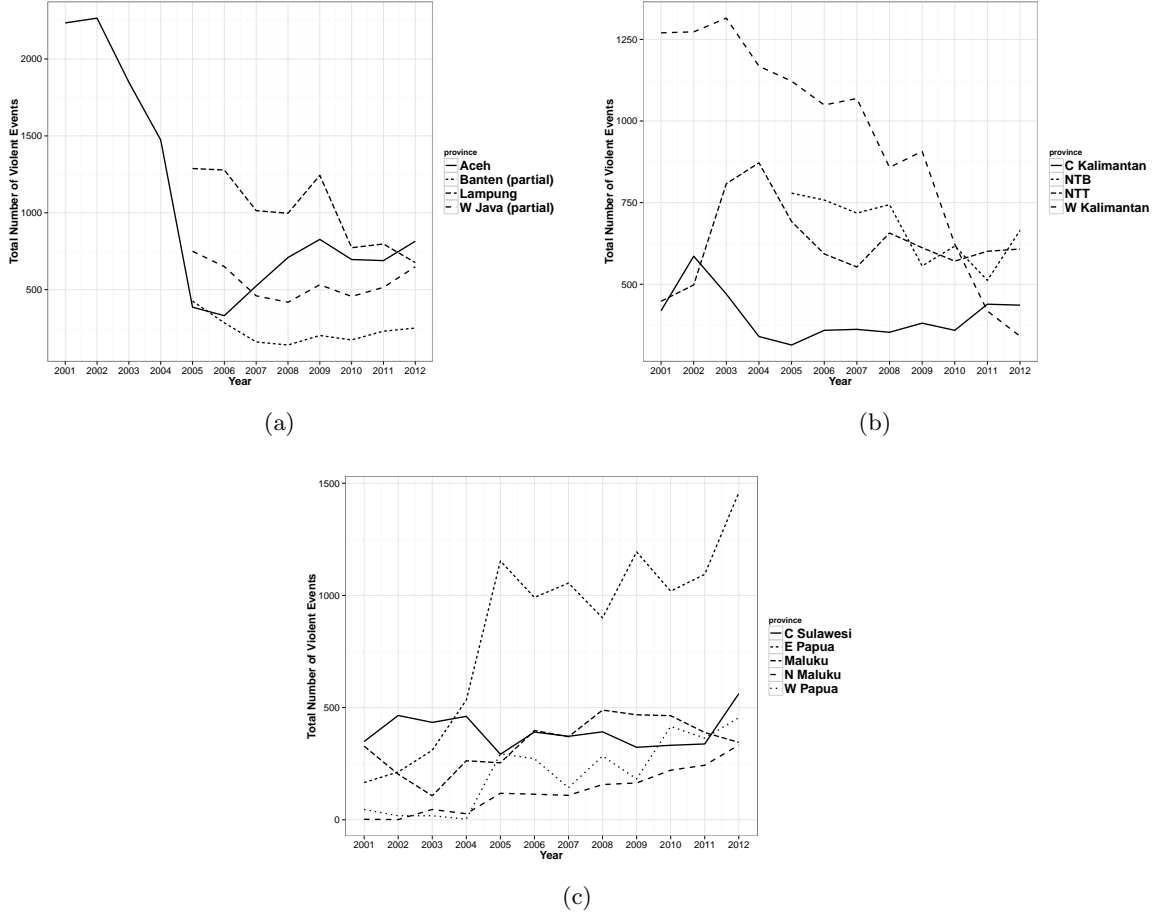 Total Number of Violent Events
2000
1500
1000
500
2001 2002 2003 2004 2005 2006 2007 2008 2009 2010 2011 2012
Year
province
Aceh
Banten (partial)
Lampung
W Java (partial)
(a)
Total Number of Violent Events
1250
1000
750
500
2001 2002 2003 2004 2005 2006 2007 2008 2009 2010 2011 2012
Year
province
C Kalimantan
NTB
NTT
W Kalimantan
(b)
Total Number of Violent Events
1500
1000
500
0
2001 2002 2003 2004 2005 2006 2007 2008 2009 2010 2011 2012
Year
province
C Sulawesi
E Papua
Maluku
N Maluku
W Papua
(c)